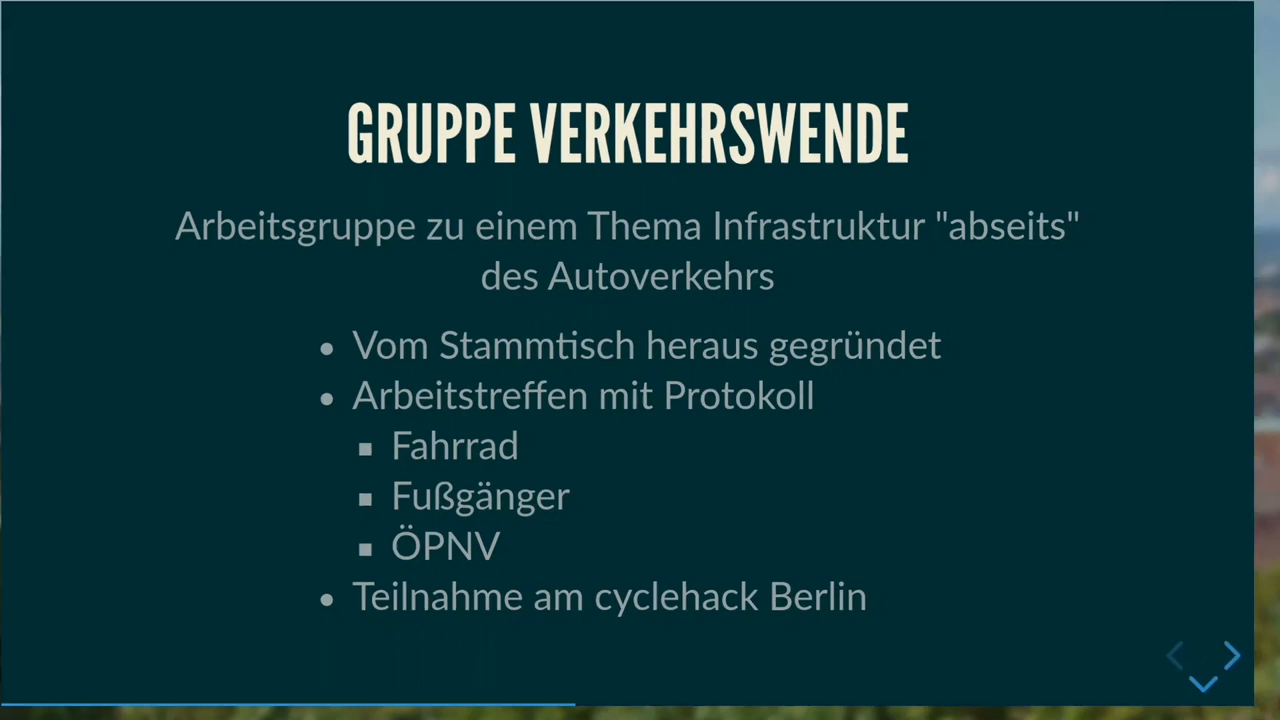 GRUPPE VERKEHRSWENDE
Arbeitsgruppe zu einem Thema Infrastruktur "abseits"
des Autoverkehrs
• Vom Stammtisch heraus gegründet
• Arbeitstreffen mit Protokoll
▪ Fahrrad
▪ Fußgänger
▪ ÖPNV
• Teilnahme am cyclehack Berlin